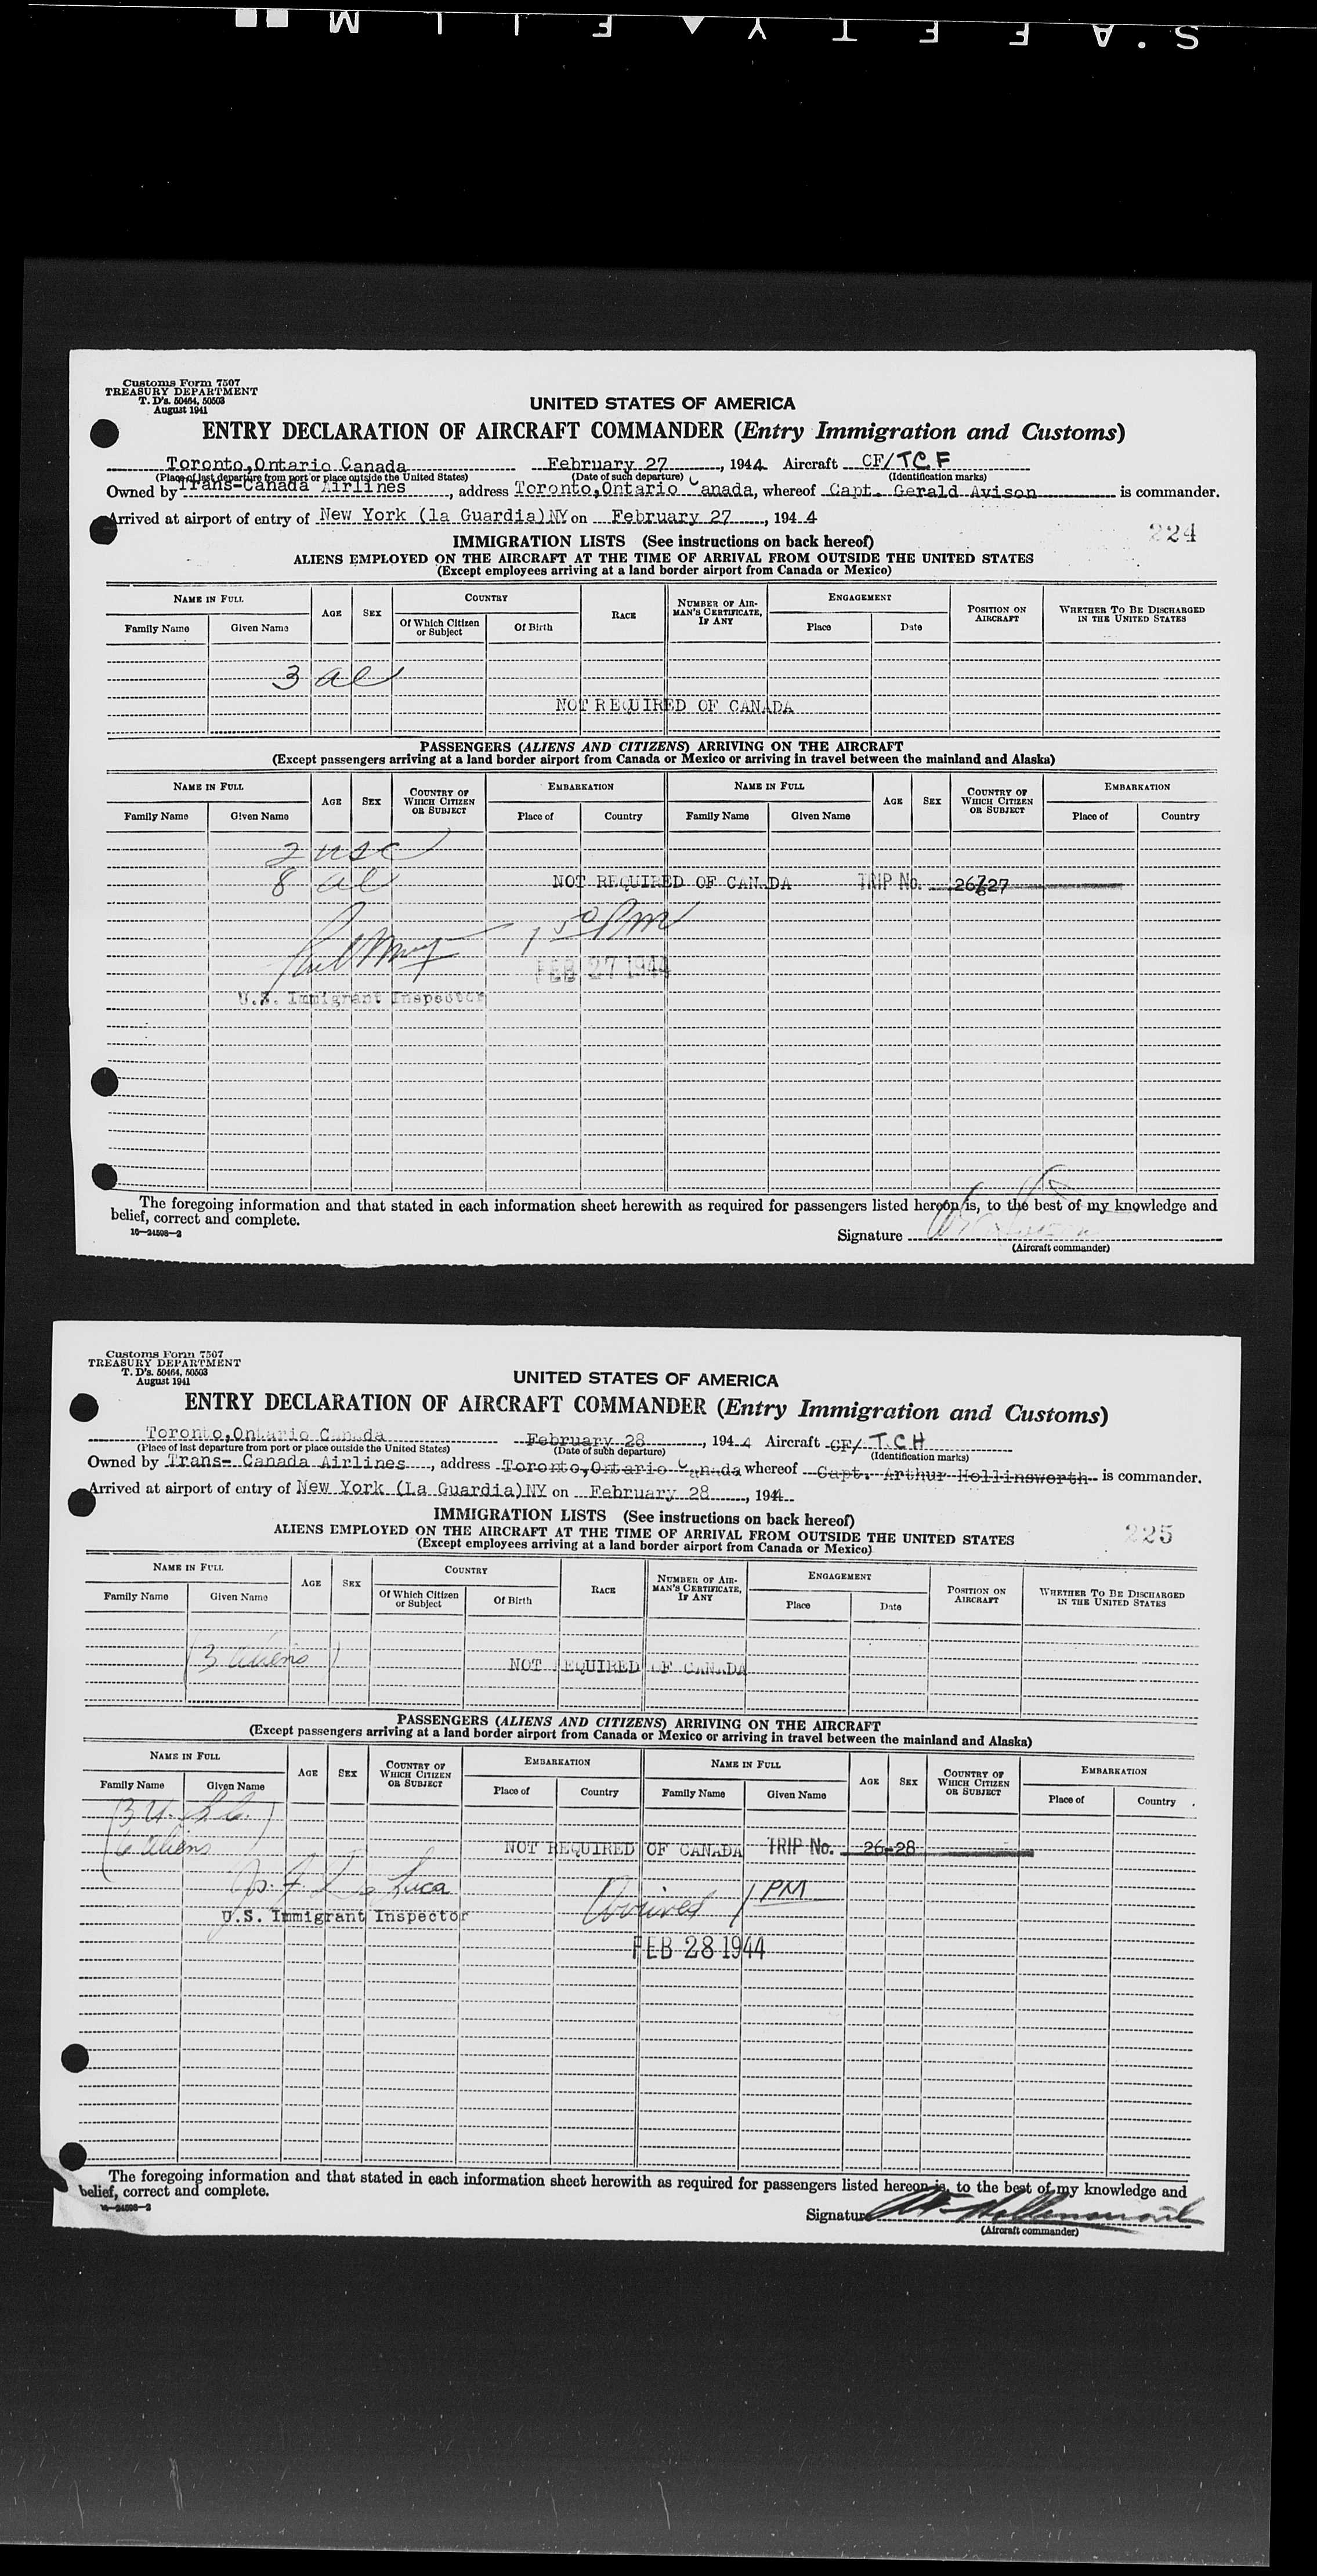 S.A F E T Y ▲ F I L M
Customs Form 7507
TREASURY DEPARTMENT
T. D's. 50464, 50503
August 1941
UNITED STATES OF AMERICA
ENTRY DECLARATION OF AIRCRAFT COMMANDER (Entry Immigration and Customs)
Toronto,Ontario Canada February 27, 1944 Aircraft CF/TCF
(Place of last departure from port or place outside the United States) (Date of such departure) (Identification marks)
Owned by Trans-Canada Airlines, address Toronto,Ontario Canada, whereof Capt. Gerald Avison is commander.
Arrived at airport of entry of New York (la Guardia)NY on February 27, 1944
224
IMMIGRATION LISTS (See instructions on back hereof)
ALIENS EMPLOYED ON THE AIRCRAFT AT THE TIME OF ARRIVAL FROM OUTSIDE THE UNITED STATES
(Except employees arriving at a land border airport from Canada or Mexico)
NAME IN FULL AGE SEX COUNTRY RACE NUMBER OF AIRMAN'S CERTIFICATE, IF ANY ENGAGEMENT POSITION ON AIRCRAFT WHETHER TO BE DISCHARGED IN THE UNITED STATES
Family Name Given Name Of Which Citizen or Subject Of Birth Place Date
3 al
NOT REQUIRED OF CANADA
PASSENGERS (ALIENS AND CITIZENS) ARRIVING ON THE AIRCRAFT
(Except passengers arriving at a land border airport from Canada or Mexico or arriving in travel between the mainland and Alaska)
NAME IN FULL AGE SEX COUNTRY OF WHICH CITIZEN OR SUBJECT EMBARKATION NAME IN FULL AGE SEX COUNTRY OF WHICH CITIZEN OR SUBJECT EMBARKATION
Family Name Given Name Place of Country Family Name Given Name Place of Country
2 usc
8 al NOT REQUIRED OF CANADA TRIP No. 26-27
1 50 Pm
FEB 27 1944
U.S. Immigrant Inspector
The foregoing information and that stated in each information sheet herewith as required for passengers listed hereon is, to the best of my knowledge and
belief, correct and complete.
16-24598-2
Signature
(Aircraft commander)
Customs Form 7507
TREASURY DEPARTMENT
T. D's. 50464, 50503
August 1941
UNITED STATES OF AMERICA
ENTRY DECLARATION OF AIRCRAFT COMMANDER (Entry Immigration and Customs)
Toronto,Ontario Canada February 28, 1944 Aircraft CF/TCH
(Place of last departure from port or place outside the United States) (Date of such departure) (Identification marks)
Owned by Trans- Canada Airlines, address Toronto,Ontario Canada whereof Capt. Arthur Hollinsworth is commander.
Arrived at airport of entry of New York (La Guardia)NY on February 28, 1944
225
IMMIGRATION LISTS (See instructions on back hereof)
ALIENS EMPLOYED ON THE AIRCRAFT AT THE TIME OF ARRIVAL FROM OUTSIDE THE UNITED STATES
(Except employees arriving at a land border airport from Canada or Mexico)
NAME IN FULL AGE SEX COUNTRY RACE NUMBER OF AIRMAN'S CERTIFICATE, IF ANY ENGAGEMENT POSITION ON AIRCRAFT WHETHER TO BE DISCHARGED IN THE UNITED STATES
Family Name Given Name Of Which Citizen or Subject Of Birth Place Date
(3 aliens)
NOT REQUIRED OF CANADA
PASSENGERS (ALIENS AND CITIZENS) ARRIVING ON THE AIRCRAFT
(Except passengers arriving at a land border airport from Canada or Mexico or arriving in travel between the mainland and Alaska)
NAME IN FULL AGE SEX COUNTRY OF WHICH CITIZEN OR SUBJECT EMBARKATION NAME IN FULL AGE SEX COUNTRY OF WHICH CITIZEN OR SUBJECT EMBARKATION
Family Name Given Name Place of Country Family Name Given Name Place of Country
(3 U.S.C.)
(6 aliens NOT REQUIRED OF CANADA TRIP No. 26-28
Luca Arrived 1 PM
U.S. Immigrant Inspector
FEB 28 1944
The foregoing information and that stated in each information sheet herewith as required for passengers listed hereon is, to the best of my knowledge and
belief, correct and complete.
16-24598-2
Signature
(Aircraft commander)